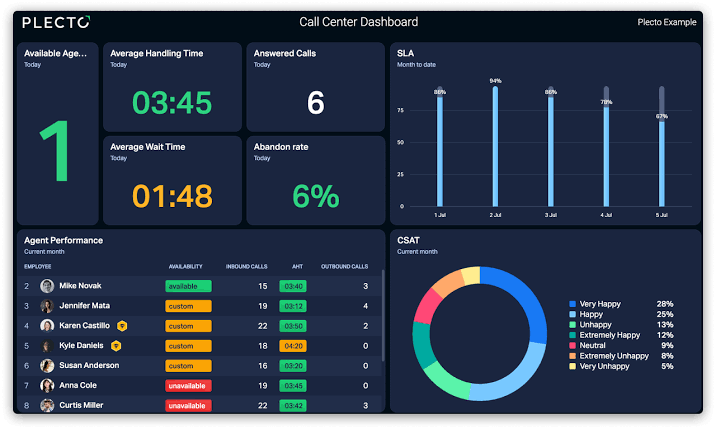 PLECTO
Call Center Dashboard
Plecto Example
Available Age...
Today
1
Average Handling Time
Today
03:45
Answered Calls
Today
6
Average Wait Time
Today
01:48
Abandon rate
Today
6%
SLA
Month to date
75
50
25
0
88%
94%
86%
78%
67%
1 Jul
2 Jul
3 Jul
4 Jul
5 Jul
Agent Performance
Current month
EMPLOYEE AVAILABILITY INBOUND CALLS AHT OUTBOUND CALLS
2 Mike Novak available 15 03:40 3
3 Jennifer Mata custom 19 03:12 4
4 Karen Castillo custom 22 03:50 2
5 Kyle Daniels custom 18 04:20 0
6 Susan Anderson custom 16 03:20 0
7 Anna Cole unavailable 19 03:45 0
8 Curtis Miller unavailable 22 03:42 3
CSAT
Current month
Very Happy 28%
Happy 25%
Unhappy 13%
Extremely Happy 12%
Neutral 9%
Extremely Unhappy 8%
Very Unhappy 5%